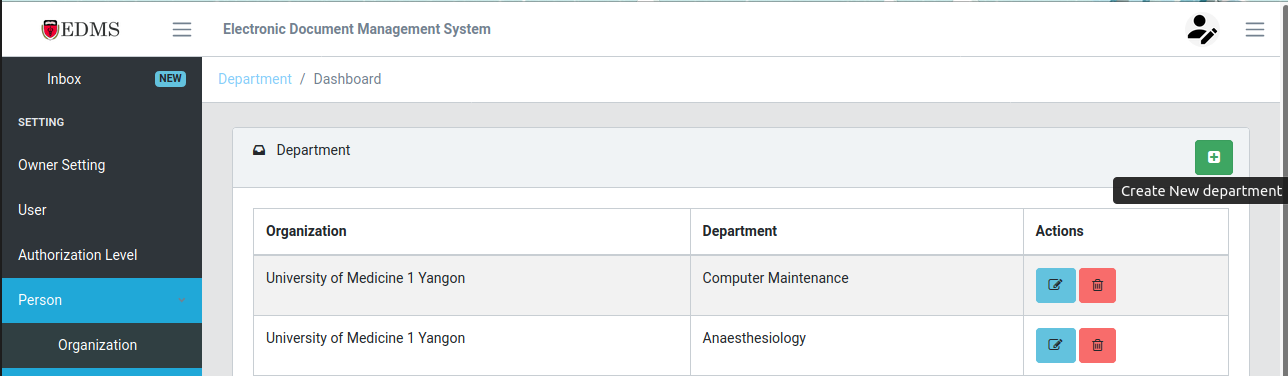 EDMS
Electronic Document Management System
Inbox
NEW
Department / Dashboard
SETTING
Department
Owner Setting
Create New department
User
Organization
Department
Actions
Authorization Level
University of Medicine 1 Yangon
Computer Maintenance
Person
University of Medicine 1 Yangon
Anaesthesiology
Organization